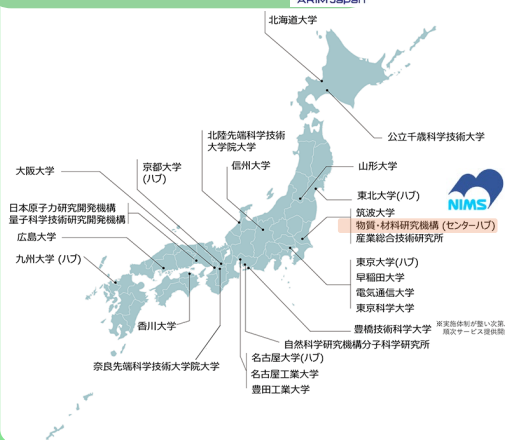 ARIM Japan
北海道大学
公立千歳科学技術大学
北陸先端科学技術
大学院大学
信州大学
山形大学
京都大学
(ハブ)
大阪大学
東北大学(ハブ)
NIMS
日本原子力研究開発機構
量子科学技術研究開発機構
筑波大学
物質・材料研究機構 (センターハブ)
産業総合技術研究所
広島大学
九州大学 (ハブ)
東京大学(ハブ)
早稲田大学
電気通信大学
東京科学大学
香川大学
豊橋技術科学大学
※実施体制が整い次第、
順次サービス提供開
自然科学研究機構分子科学研究所
奈良先端科学技術大学院大学
名古屋大学(ハブ)
名古屋工業大学
豊田工業大学